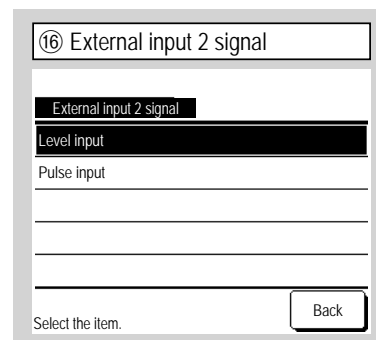 ⑯ External input 2 signal
External input 2 signal
Level input
Pulse input
Select the item.
Back